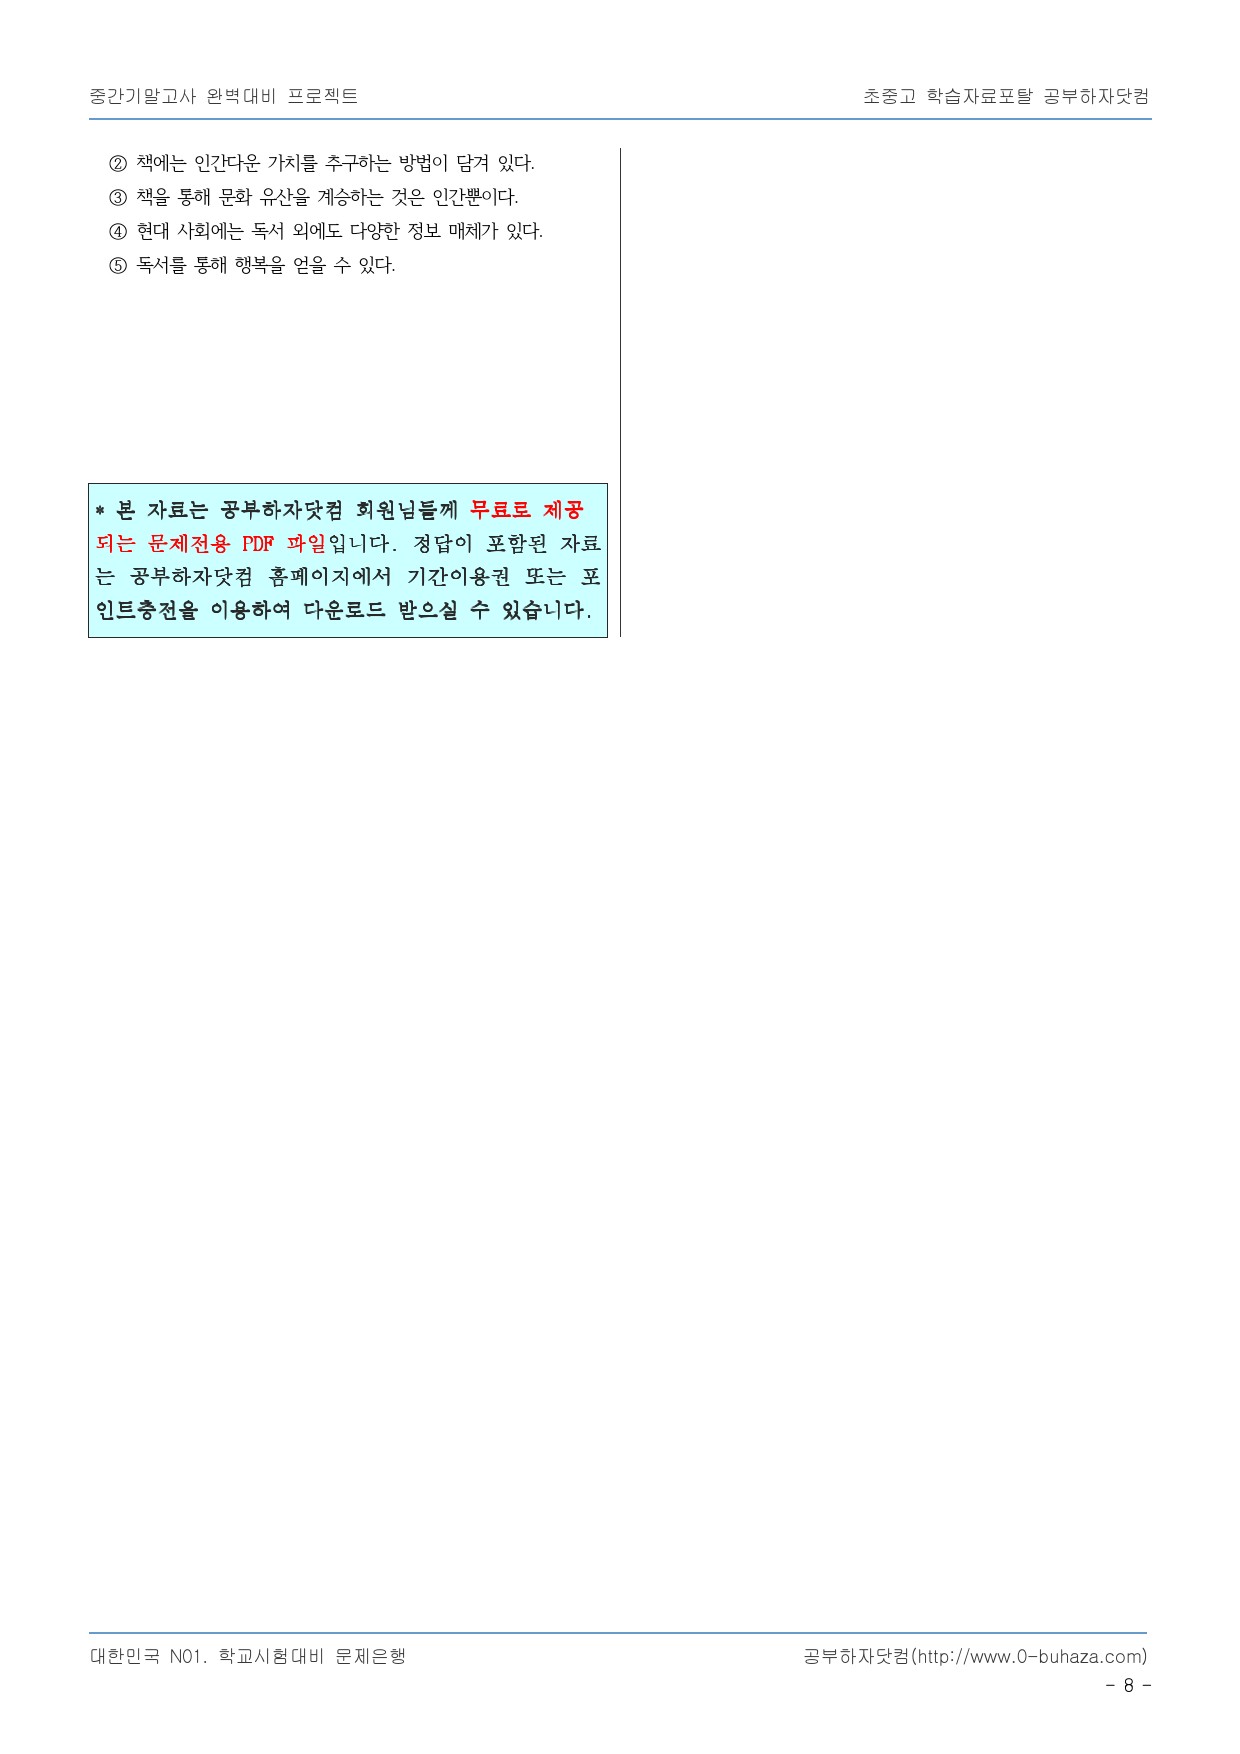 중간기말고사 완벽대비 프로젝트
초중고 학습자료포탈 공부하자닷컴
② 책에는 인간다운 가치를 추구하는 방법이 담겨 있다.
③ 책을 통해 문화 유산을 계승하는 것은 인간뿐이다.
④ 현대 사회에는 독서 외에도 다양한 정보 매체가 있다.
⑤ 독서를 통해 행복을 얻을 수 있다.
* 본 자료는 공부하자닷컴 회원님들께 무료로 제공
되는 문제전용 PDF 파일입니다. 정답이 포함된 자료
는 공부하자닷컴 홈페이지에서 기간이용권 또는 포
인트충전을 이용하여 다운로드 받으실 수 있습니다.
대한민국 N01. 학교시험대비 문제은행
공부하자닷컴(http://www.0-buhaza.com)
- 8 -